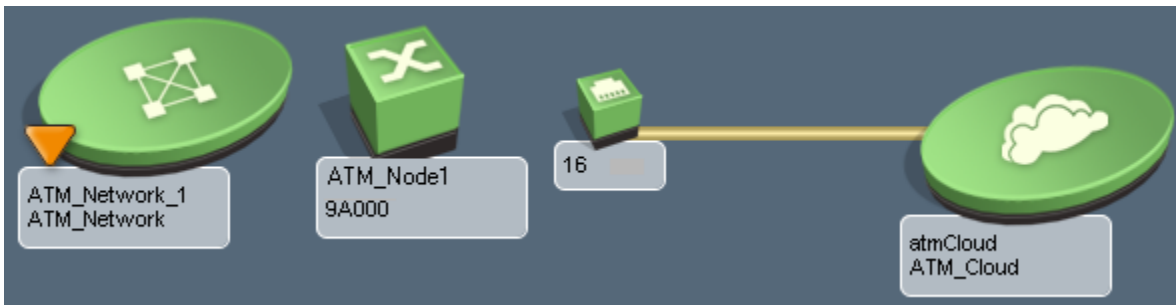 ATM_Network_1
ATM_Network
ATM_Node1
9A000
16
atmCloud
ATM_Cloud